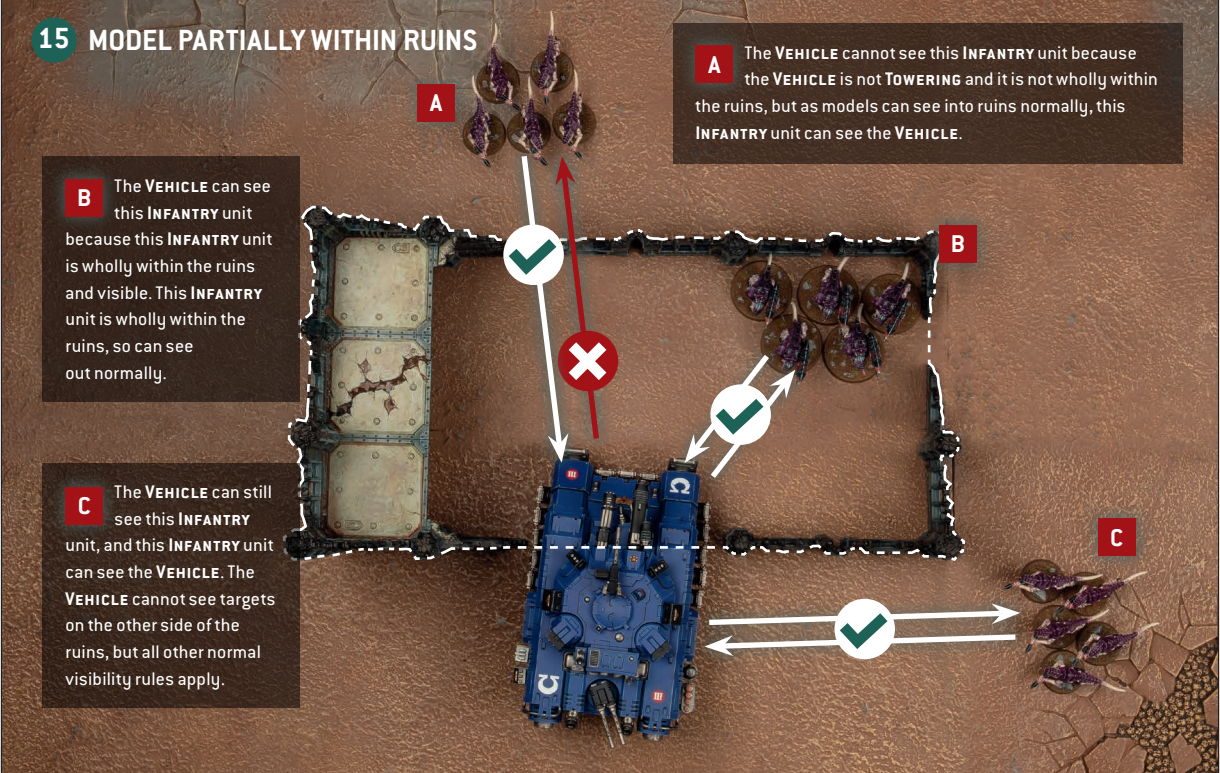 15 MODEL PARTIALLY WITHIN RUINS
A
A The VEHICLE cannot see this INFANTRY unit because
the VEHICLE is not TOWERING and it is not wholly within
the ruins, but as models can see into ruins normally, this
INFANTRY unit can see the VEHICLE.
B The VEHICLE can see
this INFANTRY unit
because this INFANTRY unit
is wholly within the ruins
and visible. This INFANTRY
unit is wholly within the
ruins, so can see
out normally.
B
C The VEHICLE can still
see this INFANTRY
unit, and this INFANTRY unit
can see the VEHICLE. The
VEHICLE cannot see targets
on the other side of the
ruins, but all other normal
visibility rules apply.
C
III
Ω
Ω
III